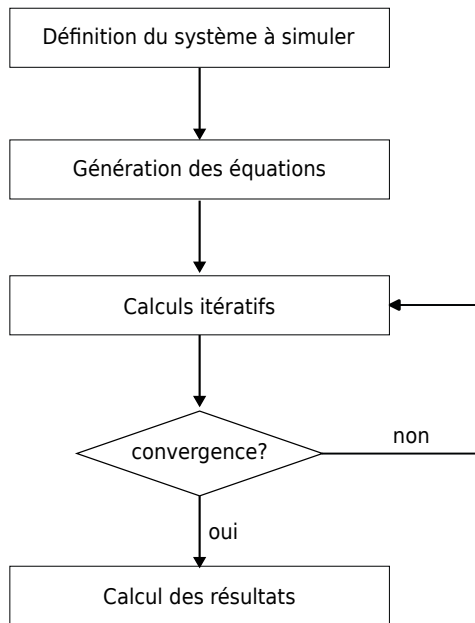 Définition du système à simuler
Génération des équations
Calculs itératifs
convergence?
non
oui
Calcul des résultats